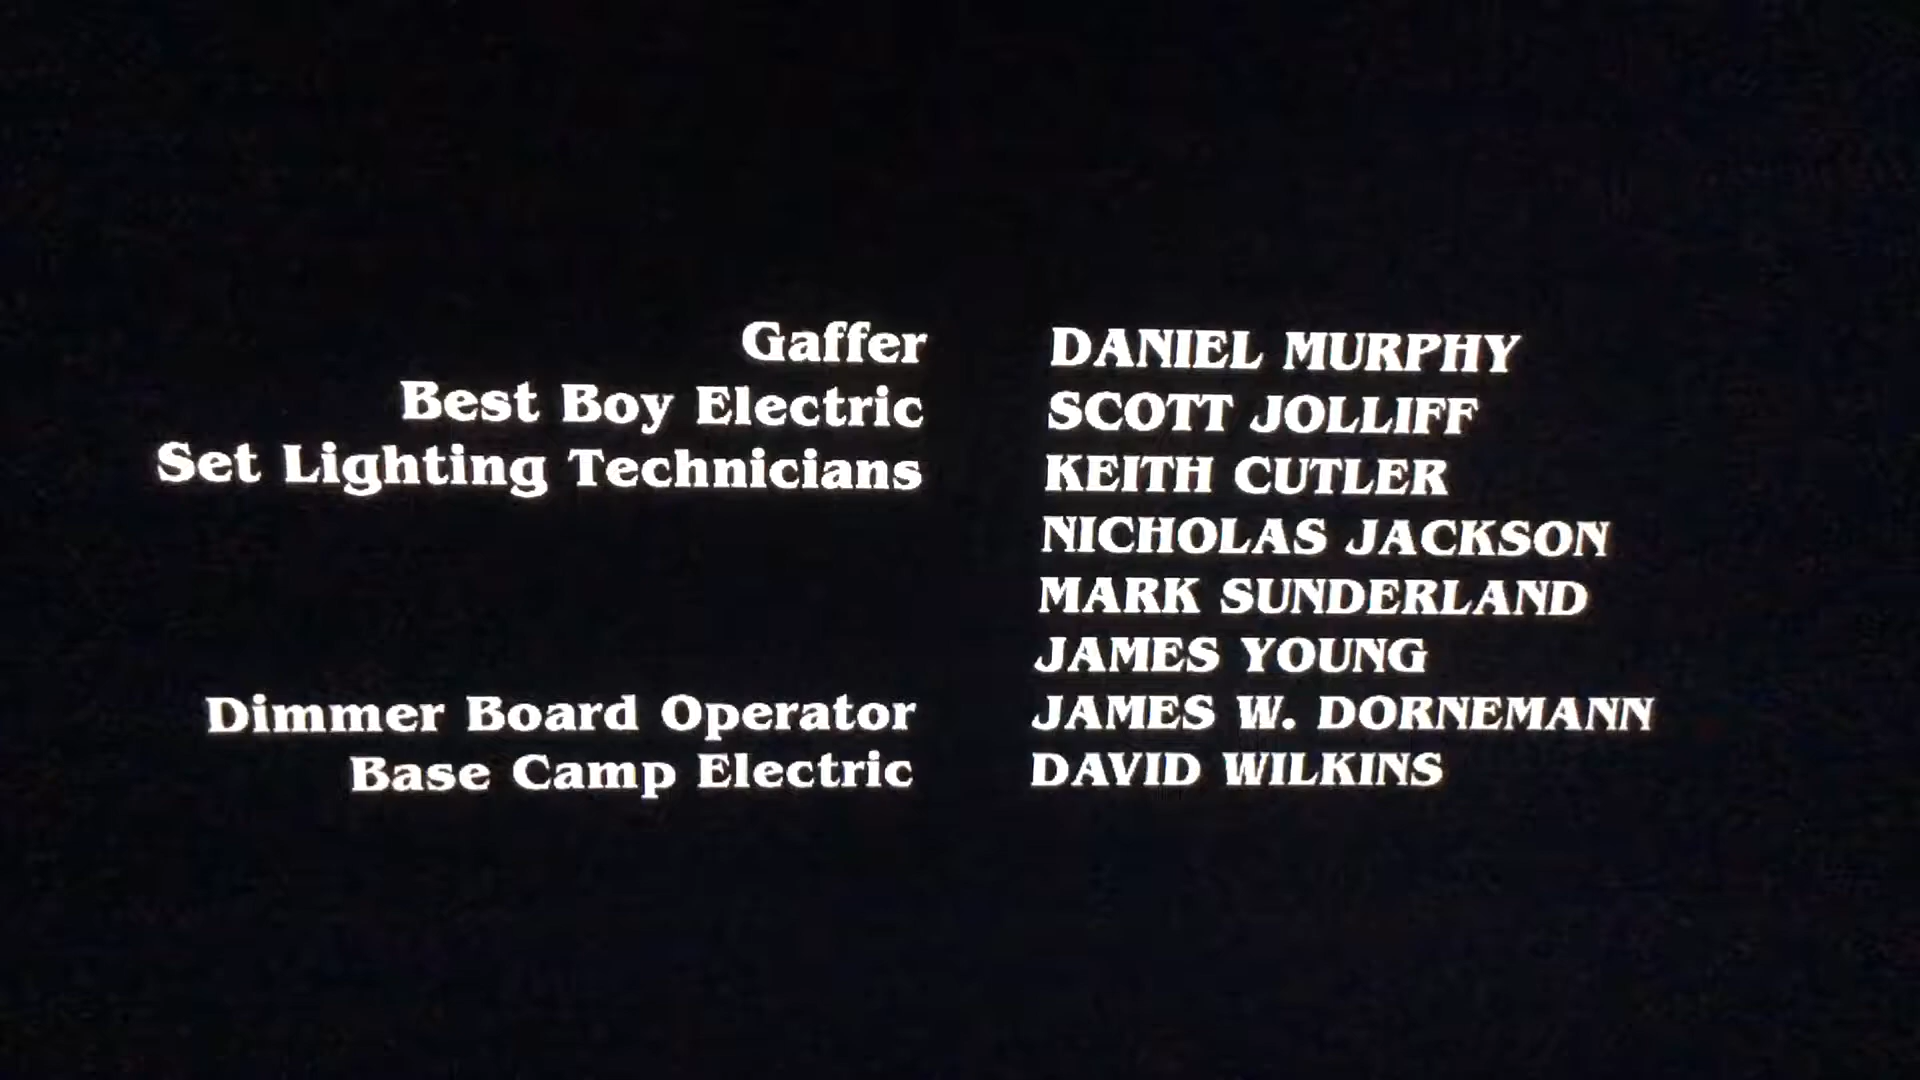 Gaffer DANIEL MURPHY
Best Boy Electric SCOTT JOLLIFF
Set Lighting Technicians KEITH CUTLER
NICHOLAS JACKSON
MARK SUNDERLAND
JAMES YOUNG
Dimmer Board Operator JAMES W. DORNEMANN
Base Camp Electric DAVID WILKINS